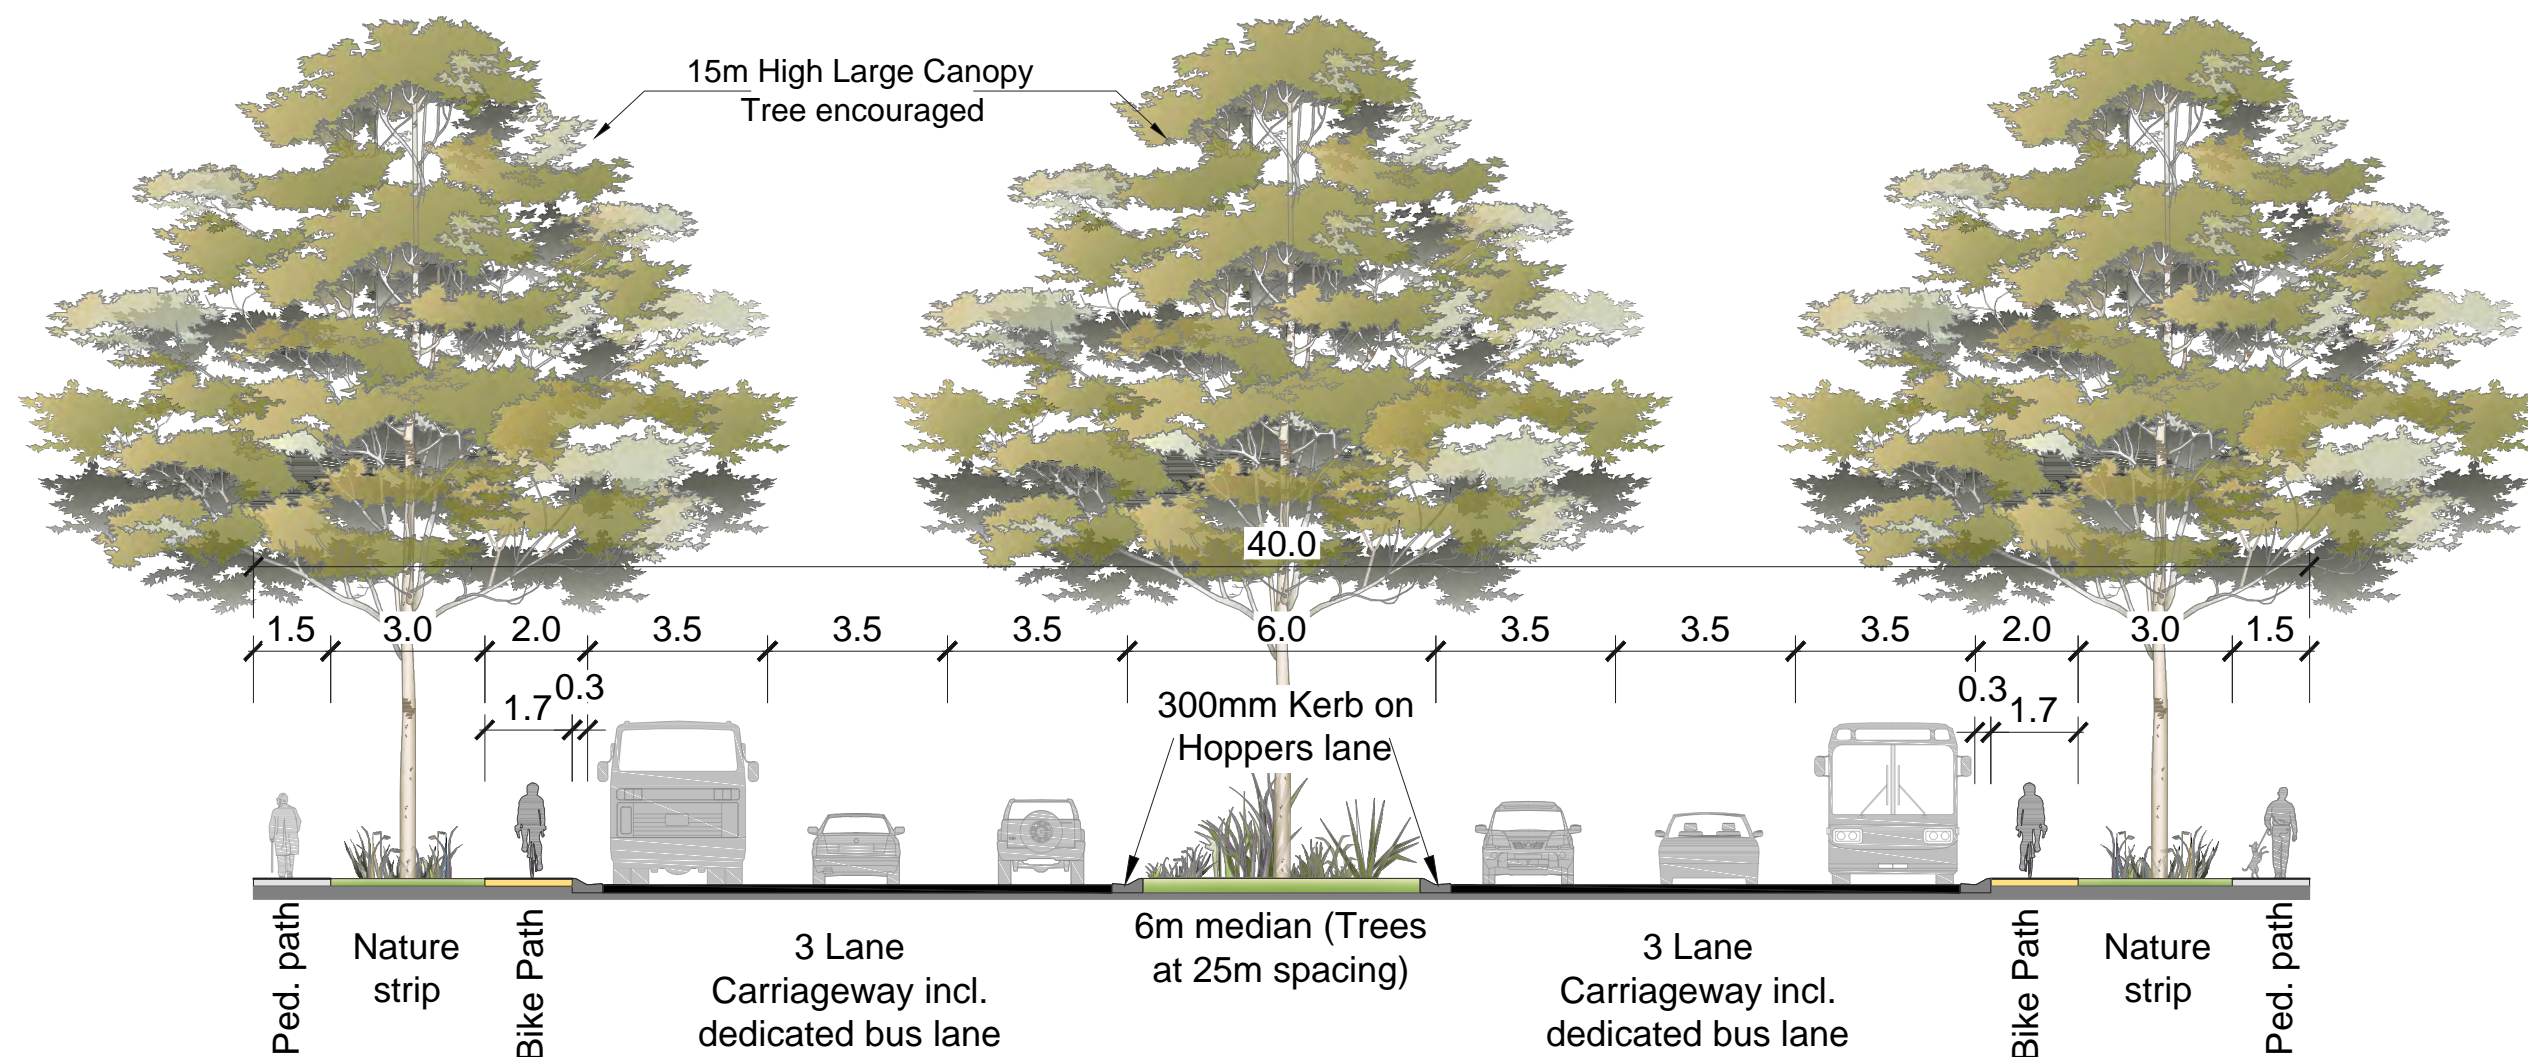 15m High Large Canopy
Tree encouraged
40.0
1.5 3.0 2.0 3.5 3.5 3.5 6.0 3.5 3.5 3.5 2.0 3.0 1.5
1.7 0.3
0.3 1.7
300mm Kerb on
Hoppers lane
Ped. path
Nature
strip
Bike Path
3 Lane
Carriageway incl.
dedicated bus lane
6m median (Trees
at 25m spacing)
3 Lane
Carriageway incl.
dedicated bus lane
Bike Path
Nature
strip
Ped. path